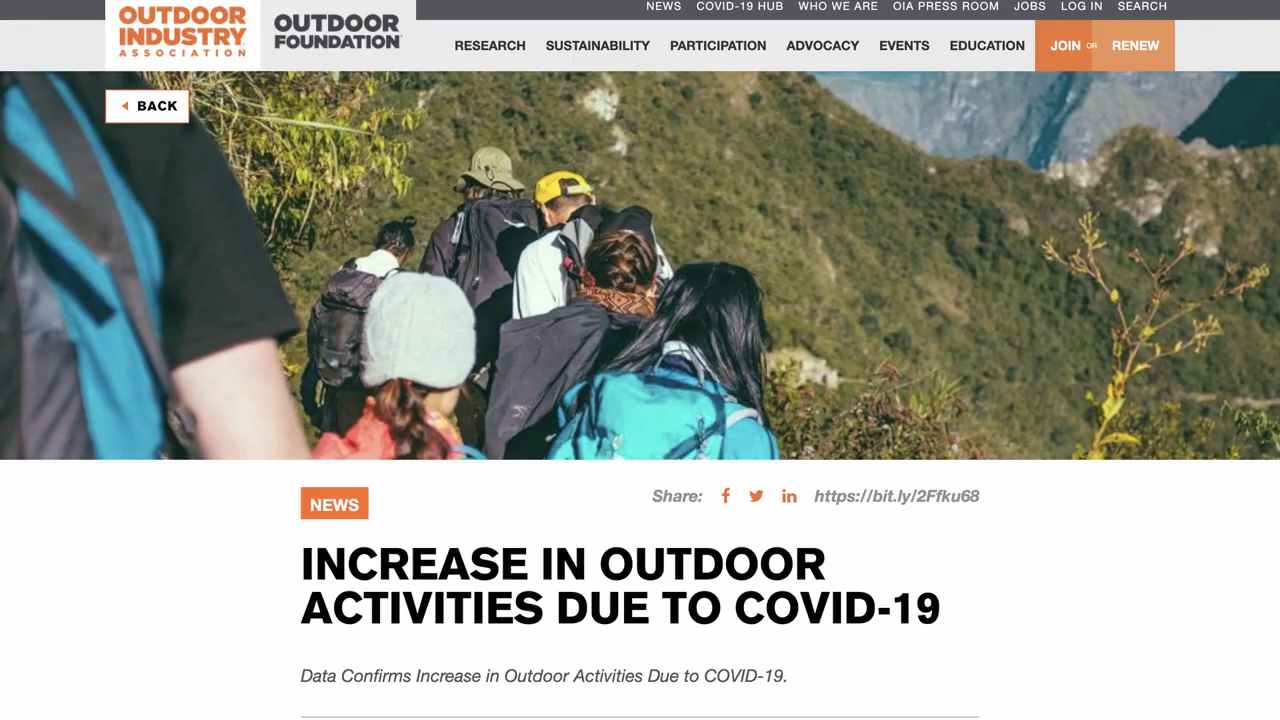 NEWS COVID-19 HUB WHO WE ARE OIA PRESS ROOM JOBS LOG IN SEARCH
OUTDOOR
INDUSTRY
ASSOCIATION
OUTDOOR
FOUNDATION
RESEARCH SUSTAINABILITY PARTICIPATION ADVOCACY EVENTS EDUCATION JOIN OR RENEW
BACK
NEWS
Share: https://bit.ly/2Ffku68
INCREASE IN OUTDOOR
ACTIVITIES DUE TO COVID-19
Data Confirms Increase in Outdoor Activities Due to COVID-19.